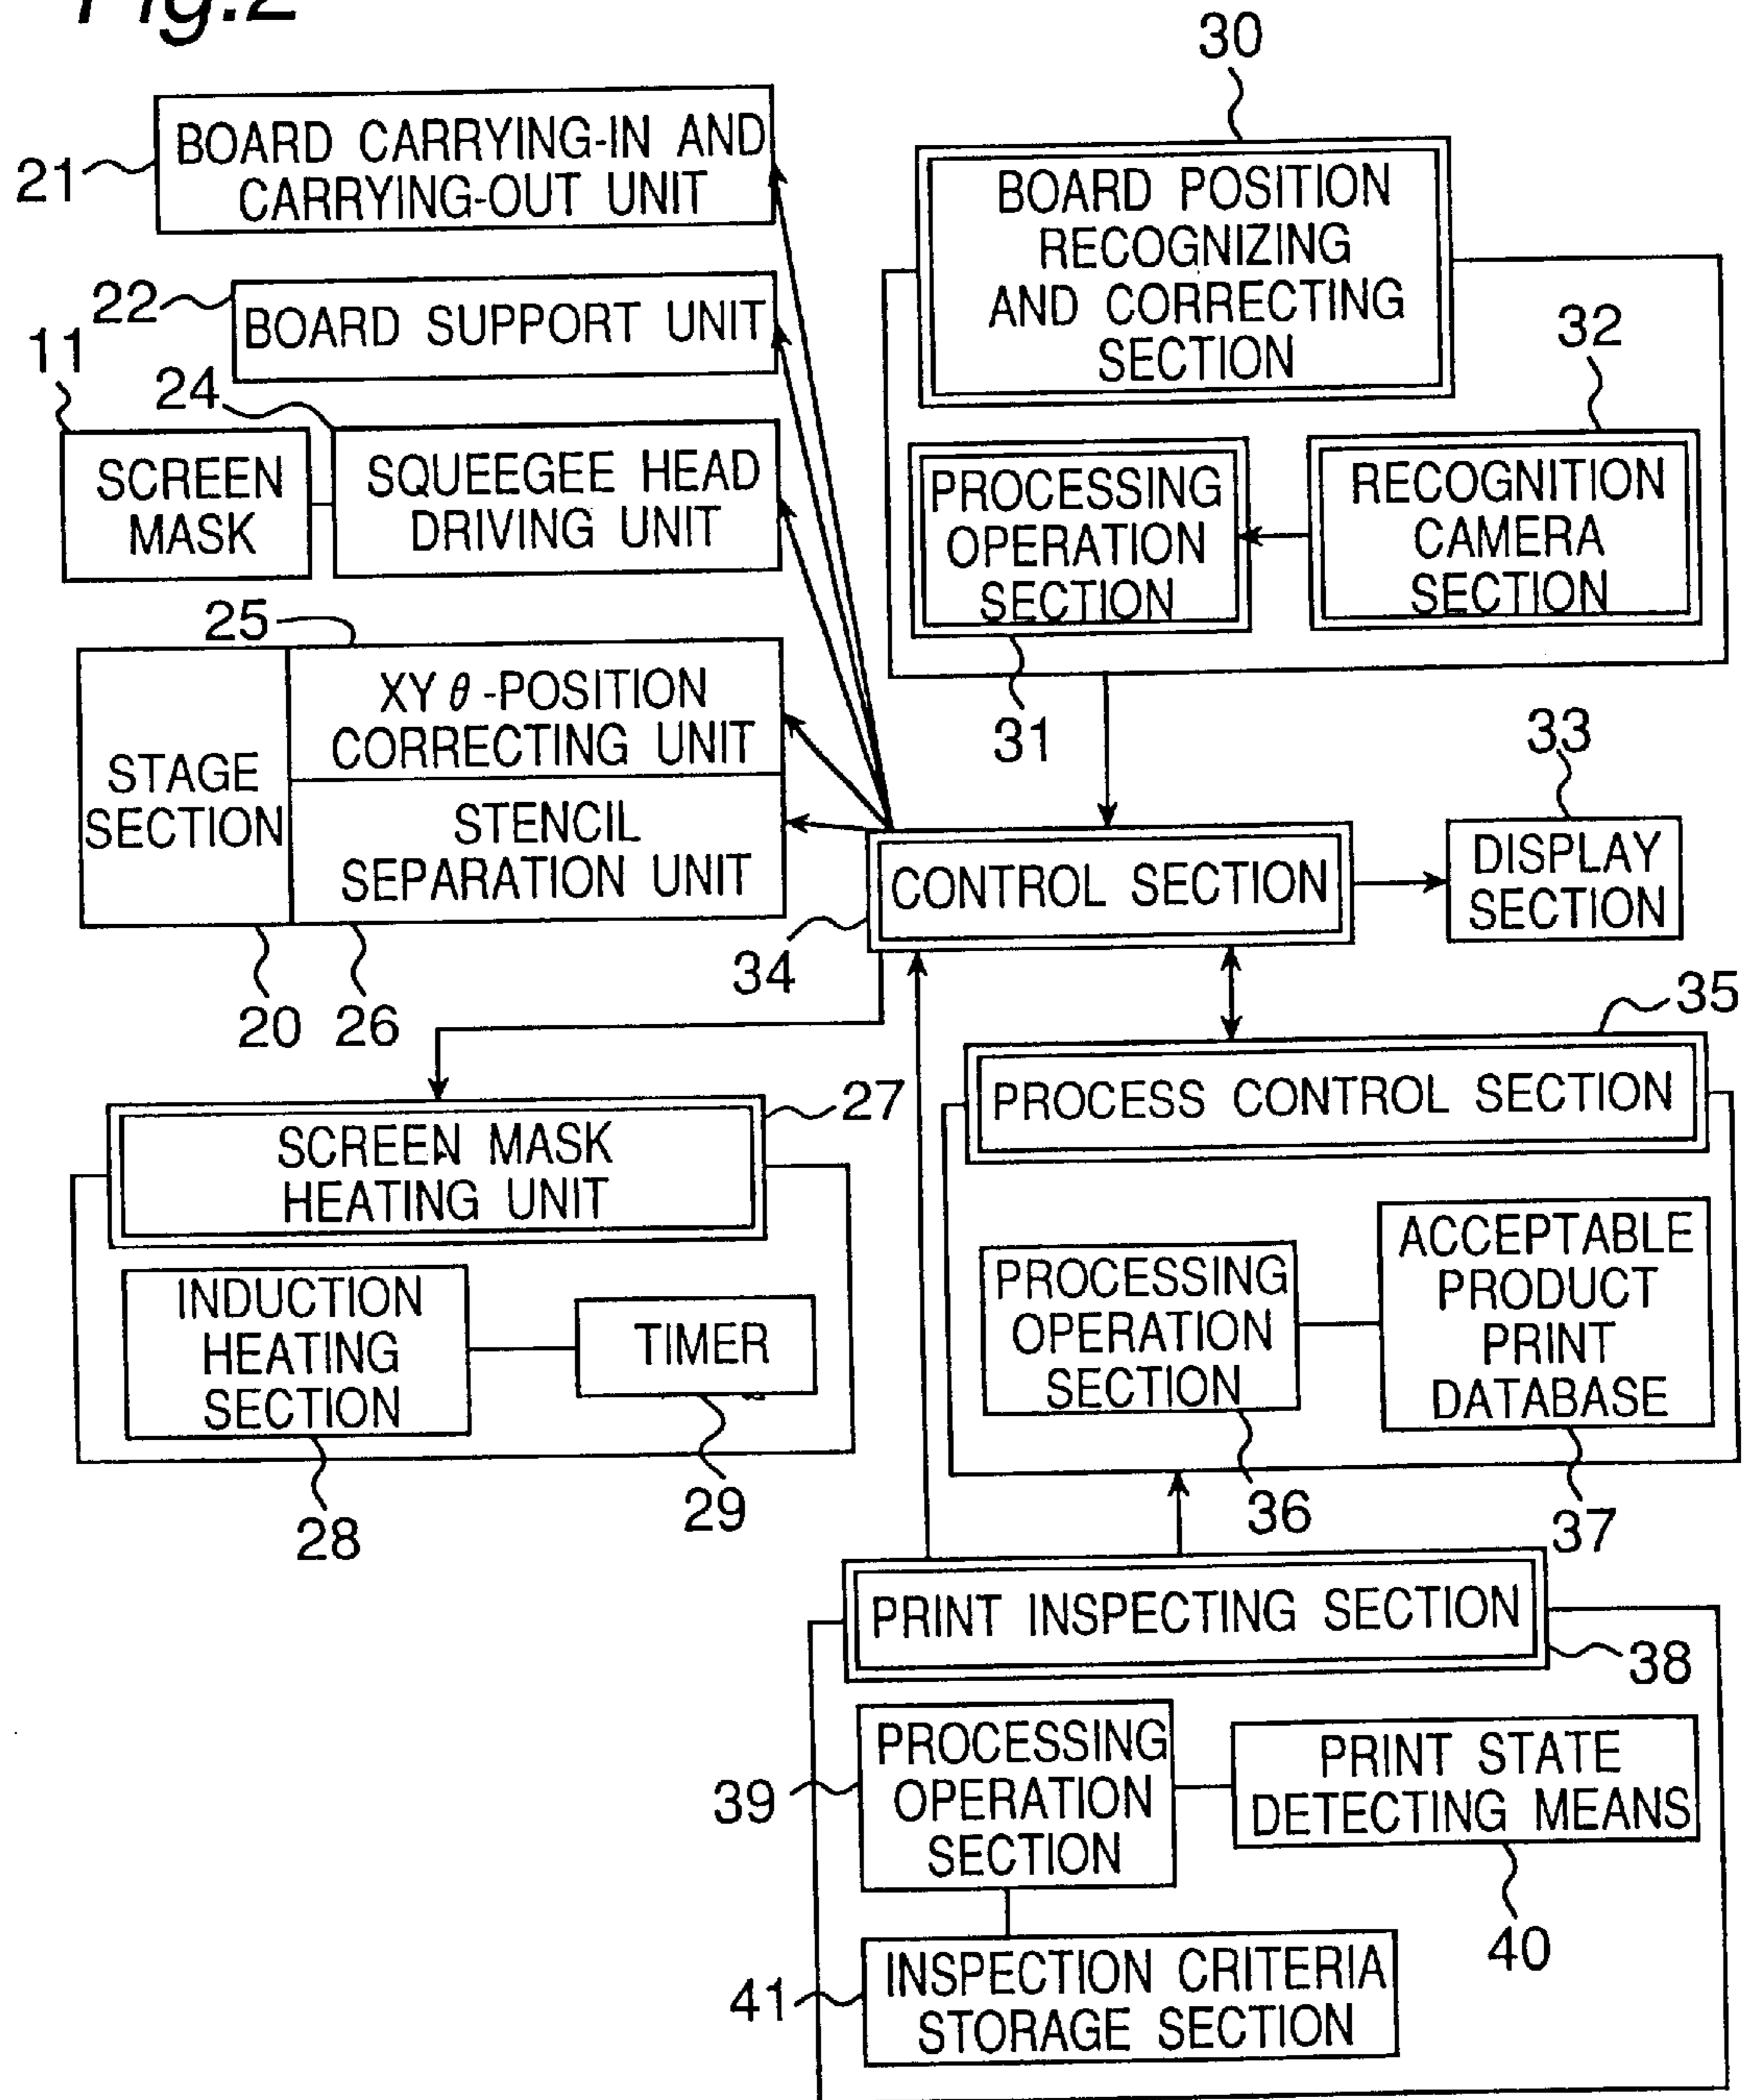 Fig.2
30
BOARD CARRYING-IN AND
CARRYING-OUT UNIT
21
BOARD POSITION
RECOGNIZING
AND CORRECTING
SECTION
22
BOARD SUPPORT UNIT
32
11
24
SCREEN
MASK
SQUEEGEE HEAD
DRIVING UNIT
PROCESSING
OPERATION
SECTION
RECOGNITION
CAMERA
SECTION
25
31
STAGE
SECTION
XYθ-POSITION
CORRECTING UNIT
STENCIL
SEPARATION UNIT
33
CONTROL SECTION
DISPLAY
SECTION
34
20
26
35
PROCESS CONTROL SECTION
27
SCREEN MASK
HEATING UNIT
INDUCTION
HEATING
SECTION
TIMER
PROCESSING
OPERATION
SECTION
ACCEPTABLE
PRODUCT
PRINT
DATABASE
28
29
36
37
PRINT INSPECTING SECTION
38
PROCESSING
OPERATION
SECTION
39
PRINT STATE
DETECTING MEANS
40
41
INSPECTION CRITERIA
STORAGE SECTION